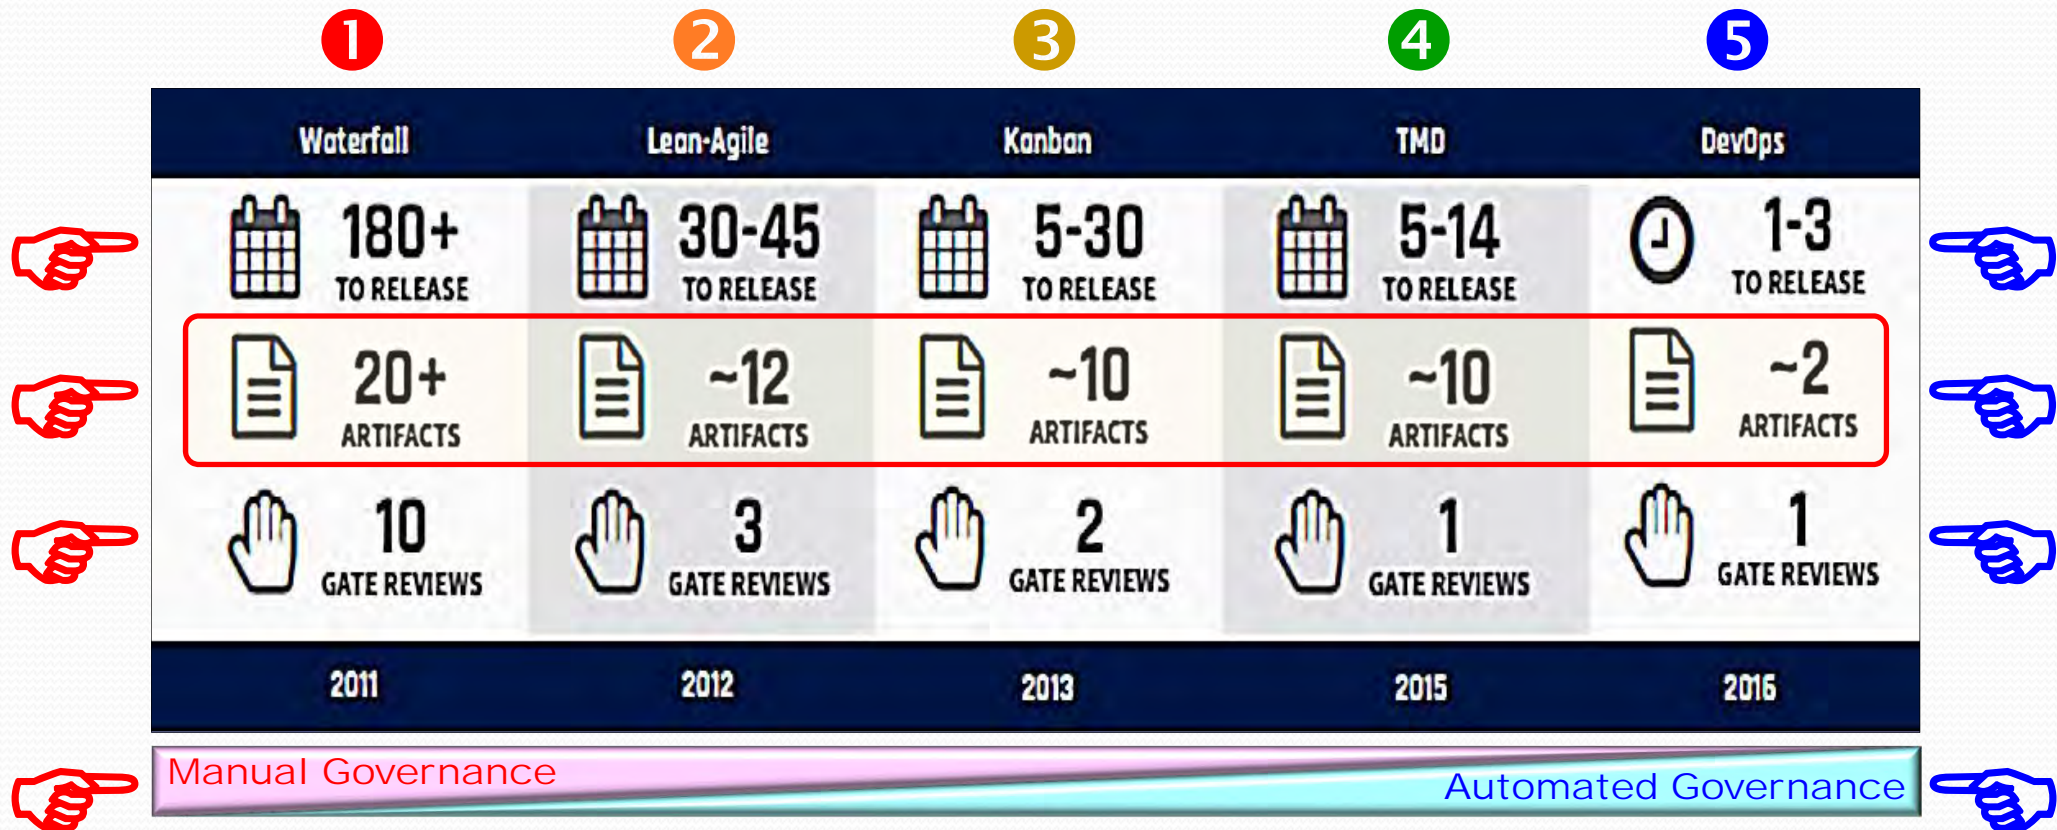 1 2 3 4 5
Waterfall Lean-Agile Kanban TMD DevOps
180+ 30-45 5-30 5-14 1-3
TO RELEASE TO RELEASE TO RELEASE TO RELEASE TO RELEASE
20+ ~12 ~10 ~10 ~2
ARTIFACTS ARTIFACTS ARTIFACTS ARTIFACTS ARTIFACTS
10 3 2 1 1
GATE REVIEWS GATE REVIEWS GATE REVIEWS GATE REVIEWS GATE REVIEWS
2011 2012 2013 2015 2016
Manual Governance
Automated Governance